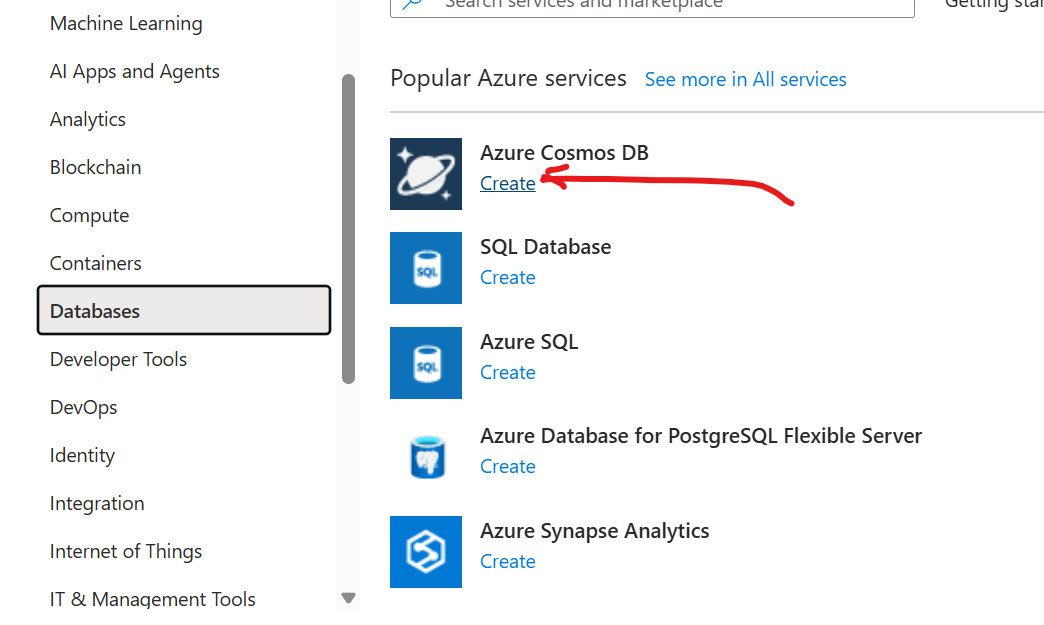 Machine Learning
AI Apps and Agents
Analytics
Blockchain
Compute
Containers
Databases
Developer Tools
DevOps
Identity
Integration
Internet of Things
IT & Management Tools
Search services and marketplace
Getting star
Popular Azure services See more in All services
Azure Cosmos DB
Create
SQL
SQL Database
Create
SQL
Azure SQL
Create
Azure Database for PostgreSQL Flexible Server
Create
Azure Synapse Analytics
Create